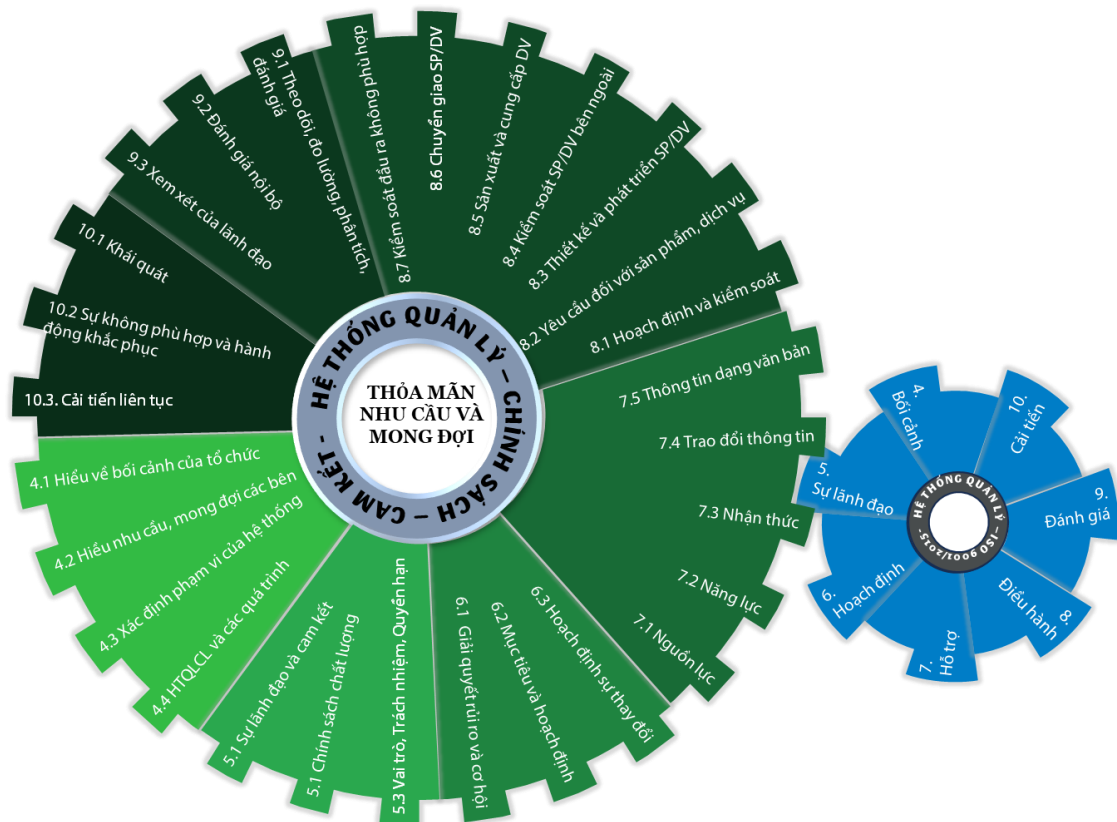 HỆ THỐNG QUẢN LÝ – CHÍNH SÁCH – CAM KẾT -
THỎA MÃN
NHU CẦU VÀ
MONG ĐỢI
4.1 Hiểu về bối cảnh của tổ chức
4.2 Hiểu nhu cầu, mong đợi các bên
4.3 Xác định phạm vi của hệ thống
4.4 HTQLCL và các quá trình
5.1 Sự lãnh đạo và cam kết
5.1 Chính sách chất lượng
5.3 Vai trò, Trách nhiệm, Quyền hạn
6.1 Giải quyết rủi ro và cơ hội
6.2 Mục tiêu và hoạch định
6.3 Hoạch định sự thay đổi
7.1 Nguồn lực
7.2 Năng lực
7.3 Nhận thức
7.4 Trao đổi thông tin
7.5 Thông tin dạng văn bản
8.1 Hoạch định và kiểm soát
8.2 Yêu cầu đối với sản phẩm, dịch vụ
8.3 Thiết kế và phát triển SP/DV
8.4 Kiểm soát SP/DV bên ngoài
8.5 Sản xuất và cung cấp DV
8.6 Chuyển giao SP/DV
8.7 Kiểm soát đầu ra không phù hợp
9.1 Theo dõi, đo lường, phân tích,
đánh giá
9.2 Đánh giá nội bộ
9.3 Xem xét của lãnh đạo
10.1 Khái quát
10.2 Sự không phù hợp và hành
động khắc phục
10.3. Cải tiến liên tục
HỆ THỐNG QUẢN LÝ – ISO 9001/2015-
4.
Bối cảnh
5.
Sự lãnh đạo
6.
Hoạch định
7.
Hỗ trợ
8.
Điều hành
9.
Đánh giá
10.
Cải tiến